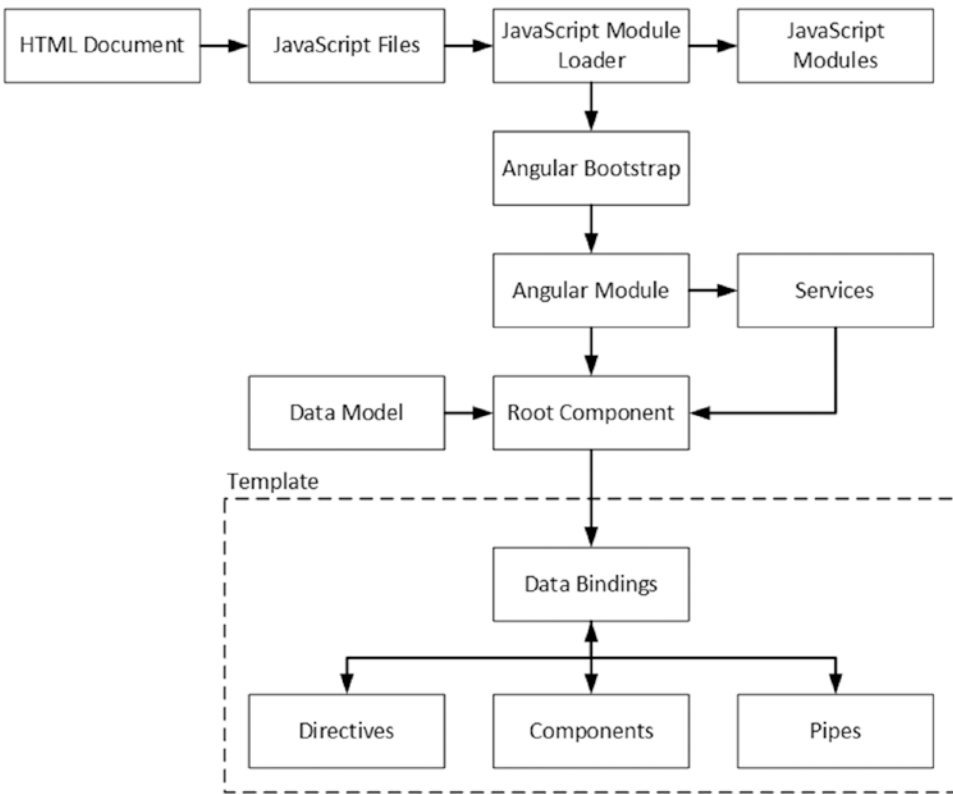 HTML Document
JavaScript Files
JavaScript Module
Loader
JavaScript
Modules
Angular Bootstrap
Angular Module
Services
Data Model
Root Component
Template
Data Bindings
Directives
Components
Pipes